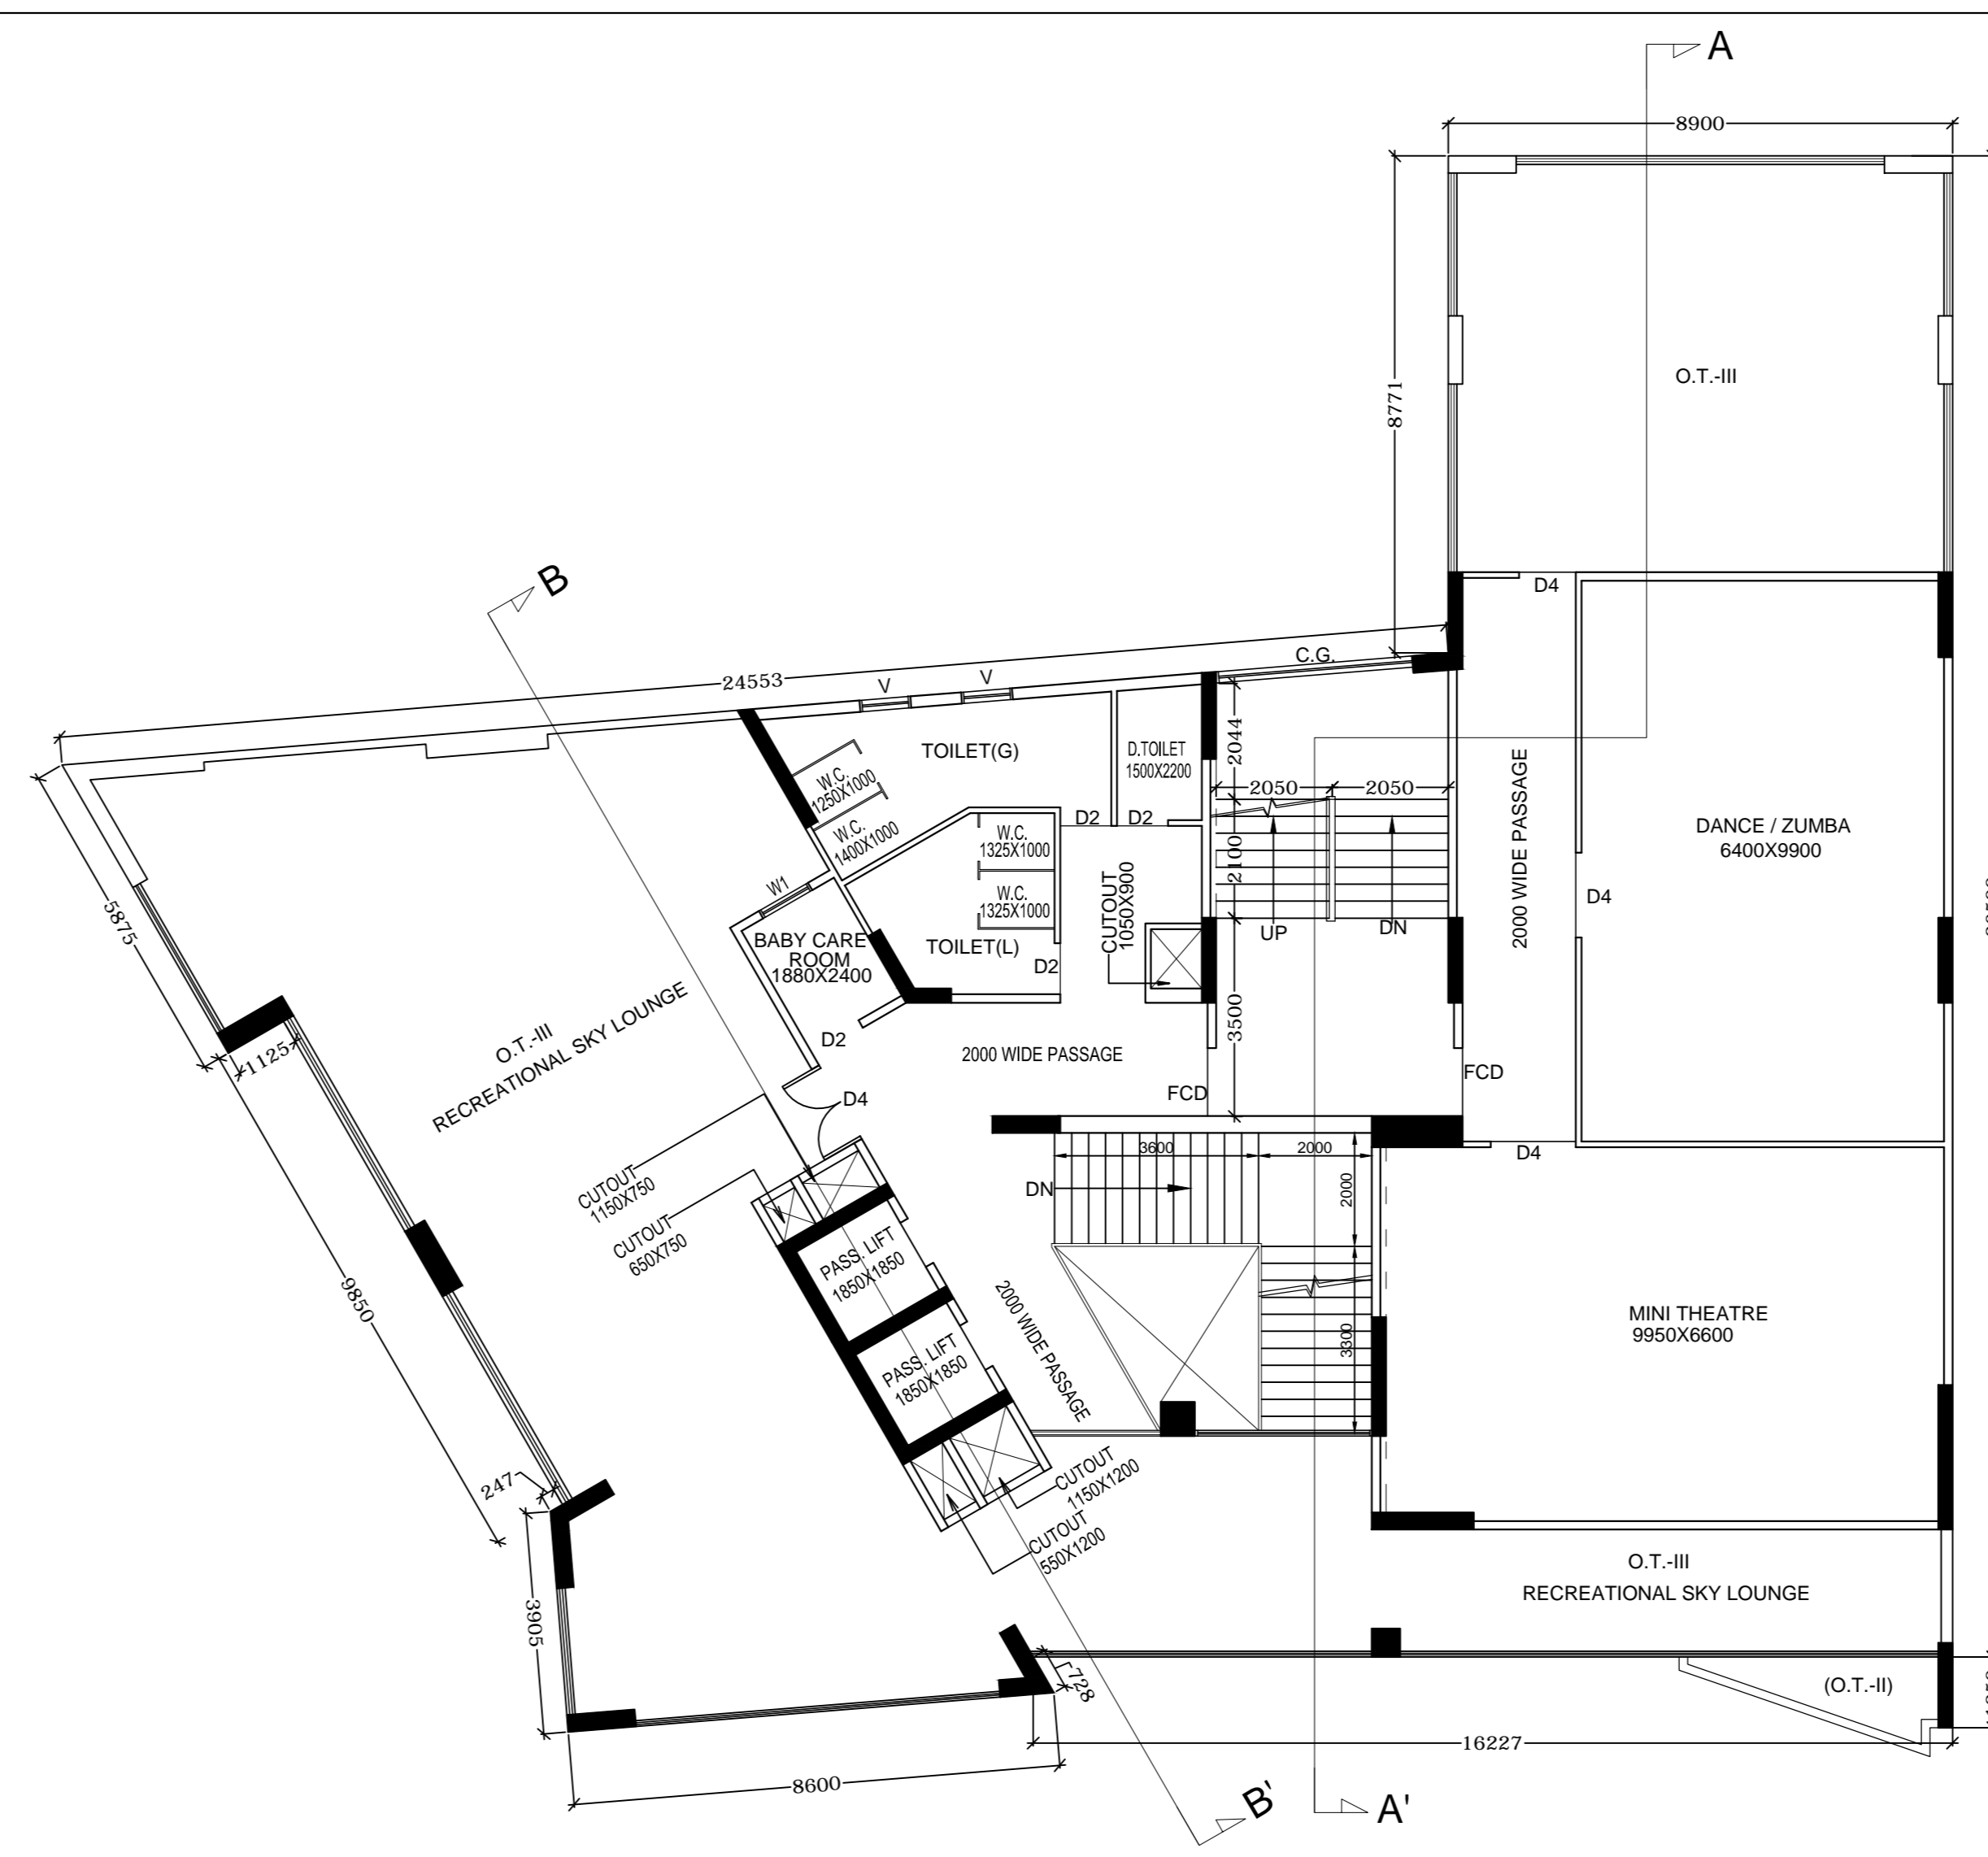 A
8900
8771
O.T.-III
B
24553
V
V
C.G.
D4
TOILET(G)
D.TOILET
1500X2200
2044
2050
2050
W.C.
1250X1000
W.C.
1400X1000
D2
D2
W.C.
1325X1000
W.C.
1325X1000
2100
2000 WIDE PASSAGE
DANCE / ZUMBA
6400X9900
D4
5875
W1
BABY CARE
ROOM
1880X2400
TOILET(L)
D2
CUTOUT
1050X900
UP
DN
3500
O.T.-III
RECREATIONAL SKY LOUNGE
1125
D2
2000 WIDE PASSAGE
FCD
FCD
D4
D4
CUTOUT
1150X750
CUTOUT
650X750
3600
2000
DN
2000
PASS. LIFT
1850X1850
PASS. LIFT
1850X1850
2000 WIDE PASSAGE
3300
MINI THEATRE
9950X6600
9850
247
CUTOUT
1150X1200
CUTOUT
550X1200
O.T.-III
RECREATIONAL SKY LOUNGE
3905
728
(O.T.-II)
16227
8600
B'
A'